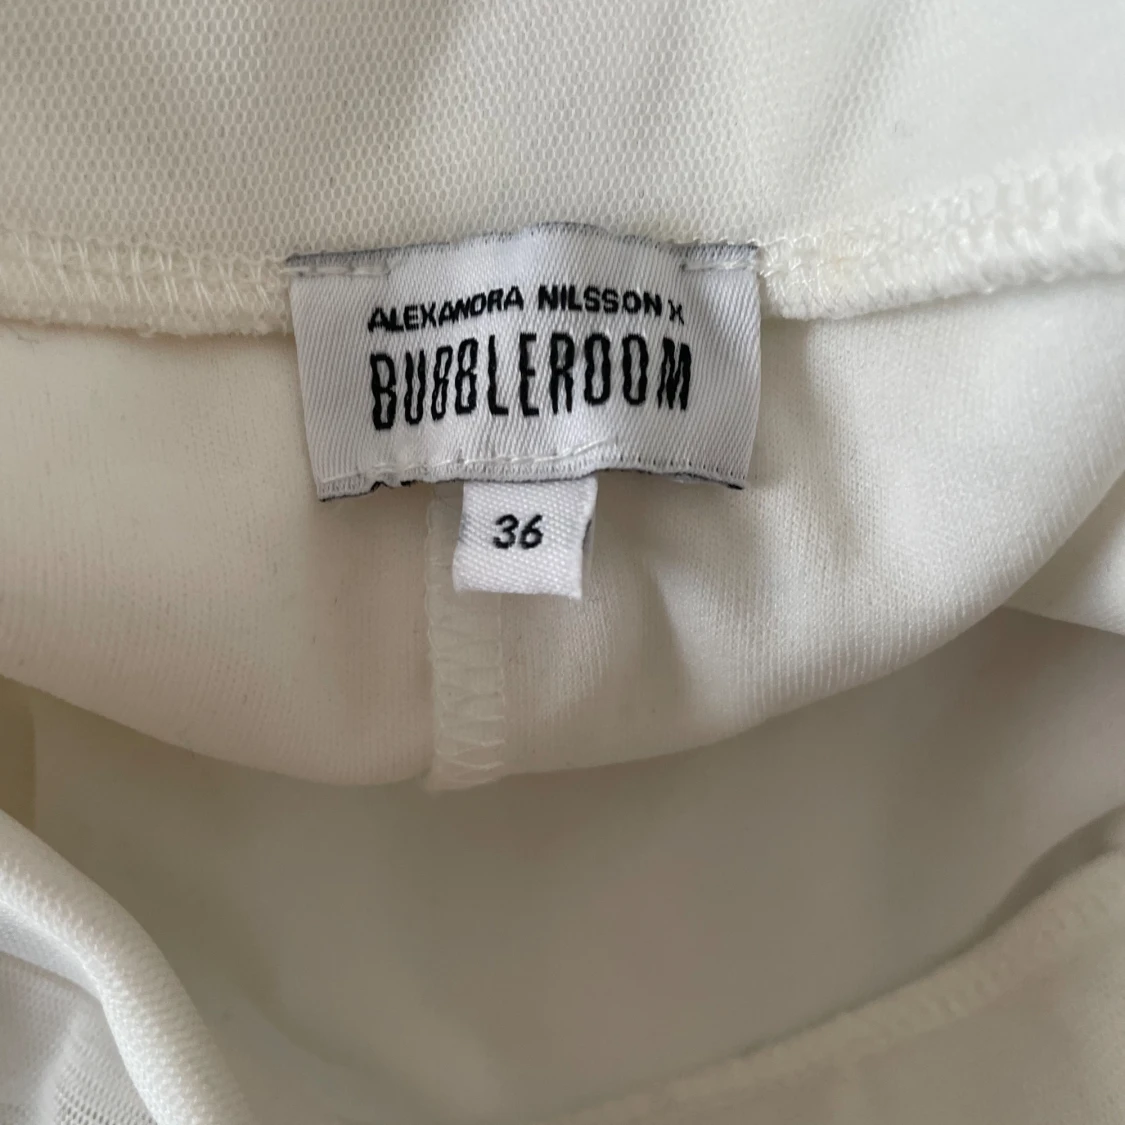 ALEXANDRA NILSSON X
BUBBLEROOM
36